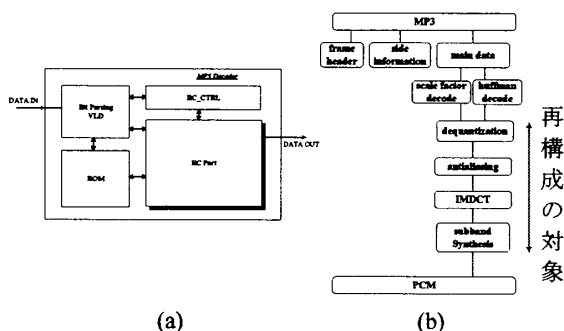 MP3 Decoder
DATA IN
Bit Parsing
VLD
RC_CTRL
ROM
RC Part
DATA OUT
(a)
MP3
frame
header
side
information
main data
scale factor
decode
huffman
decode
dequantization
antialiasing
IMDCT
subband
Synthesis
PCM
再構成の対象
(b)